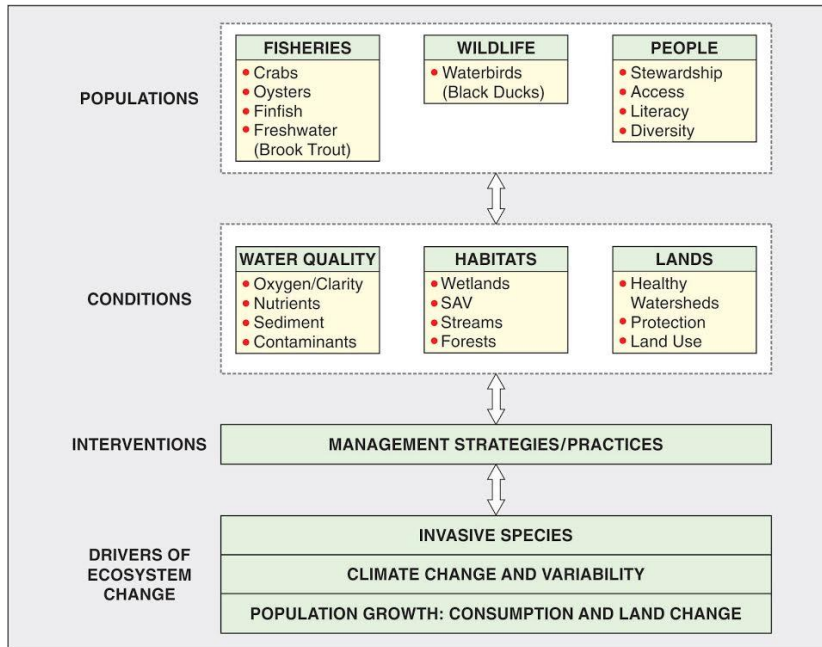 POPULATIONS
FISHERIES
• Crabs
• Oysters
• Finfish
• Freshwater
(Brook Trout)
WILDLIFE
• Waterbirds
(Black Ducks)
PEOPLE
• Stewardship
• Access
• Literacy
• Diversity
CONDITIONS
WATER QUALITY
• Oxygen/Clarity
• Nutrients
• Sediment
• Contaminants
HABITATS
• Wetlands
• SAV
• Streams
• Forests
LANDS
• Healthy
Watersheds
• Protection
• Land Use
INTERVENTIONS
MANAGEMENT STRATEGIES/PRACTICES
DRIVERS OF
ECOSYSTEM
CHANGE
INVASIVE SPECIES
CLIMATE CHANGE AND VARIABILITY
POPULATION GROWTH: CONSUMPTION AND LAND CHANGE